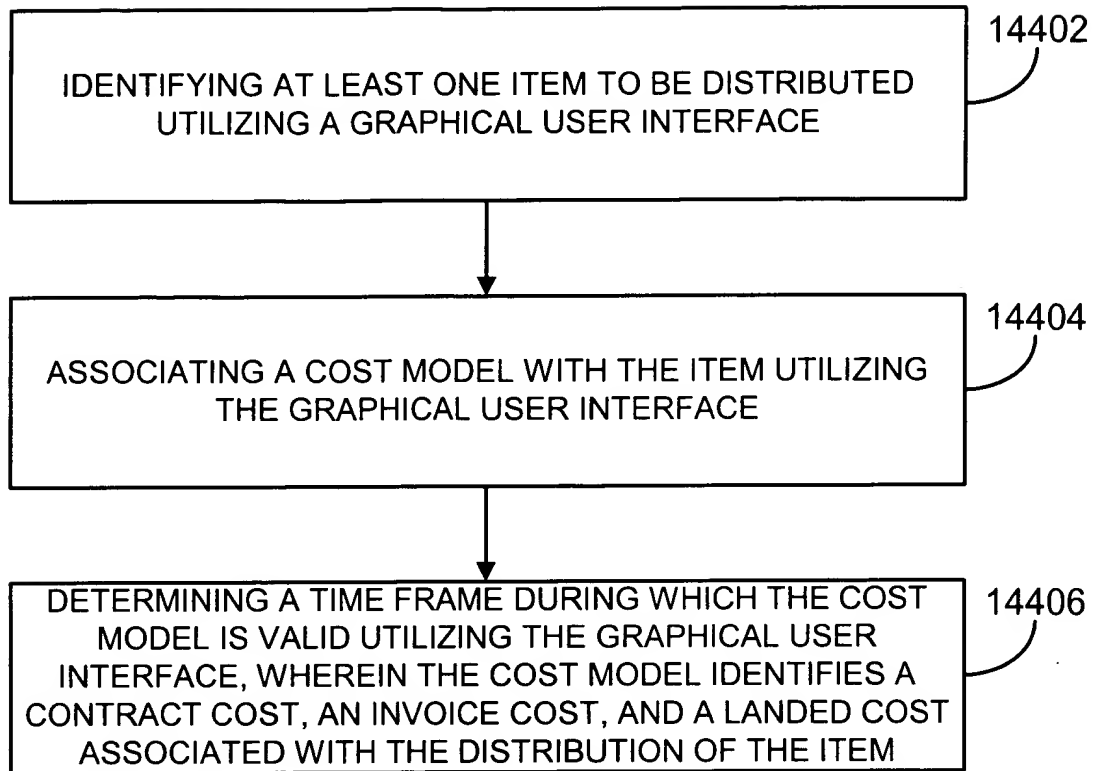 14402
IDENTIFYING AT LEAST ONE ITEM TO BE DISTRIBUTED
UTILIZING A GRAPHICAL USER INTERFACE
14404
ASSOCIATING A COST MODEL WITH THE ITEM UTILIZING
THE GRAPHICAL USER INTERFACE
14406
DETERMINING A TIME FRAME DURING WHICH THE COST
MODEL IS VALID UTILIZING THE GRAPHICAL USER
INTERFACE, WHEREIN THE COST MODEL IDENTIFIES A
CONTRACT COST, AN INVOICE COST, AND A LANDED COST
ASSOCIATED WITH THE DISTRIBUTION OF THE ITEM